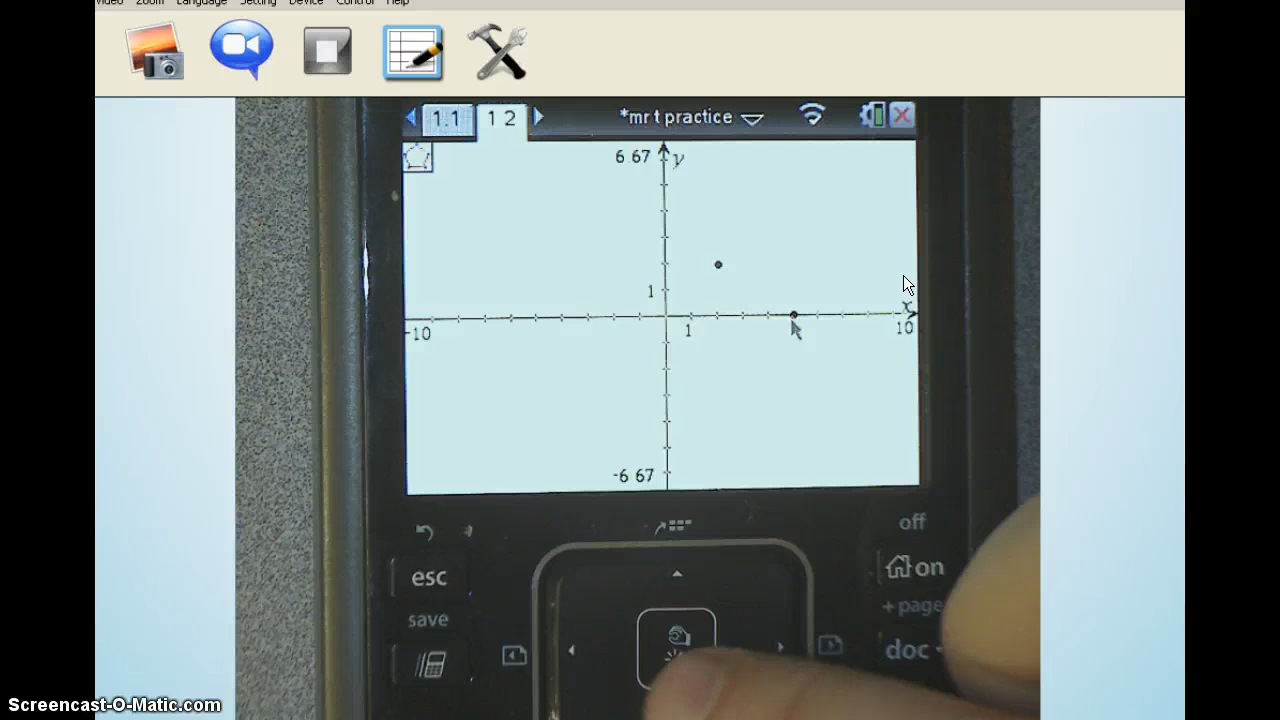 Video Zoom Language Setting Device Control Help
1.1 1 2 *mr t practice
6 67 y
1
x
-10 1 10
-6 67
off
esc on
save + page
doc
Screencast-O-Matic.com